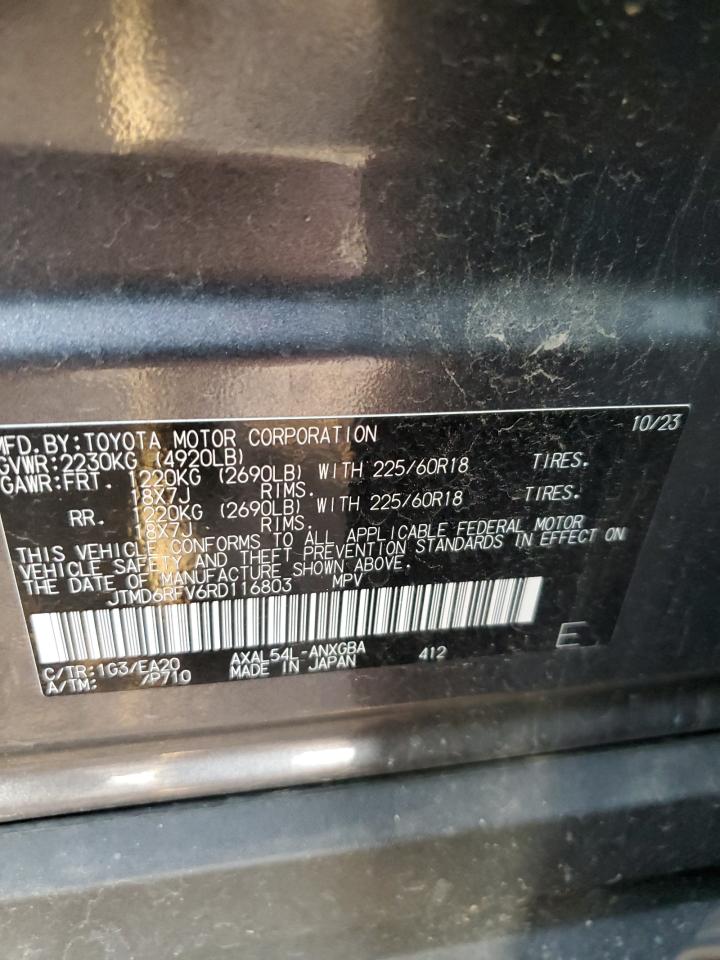 MFD.BY:TOYOTA MOTOR CORPORATION 10/23
GVWR:2230KG (4920LB)
GAWR:FRT. 1220KG (2690LB) WITH 225/60R18 TIRES.
18X7J RIMS.
RR. 1220KG (2690LB) WITH 225/60R18 TIRES.
18X7J RIMS.
THIS VEHICLE CONFORMS TO ALL APPLICABLE FEDERAL MOTOR
VEHICLE SAFETY AND THEFT PREVENTION STANDARDS IN EFFECT ON
THE DATE OF MANUFACTURE SHOWN ABOVE.
JTMD6RFV6RD116803 MPV
C/TR:1G3/EA20 AXAL54L-ANXGBA 412 E
A/TM: /P710 MADE IN JAPAN